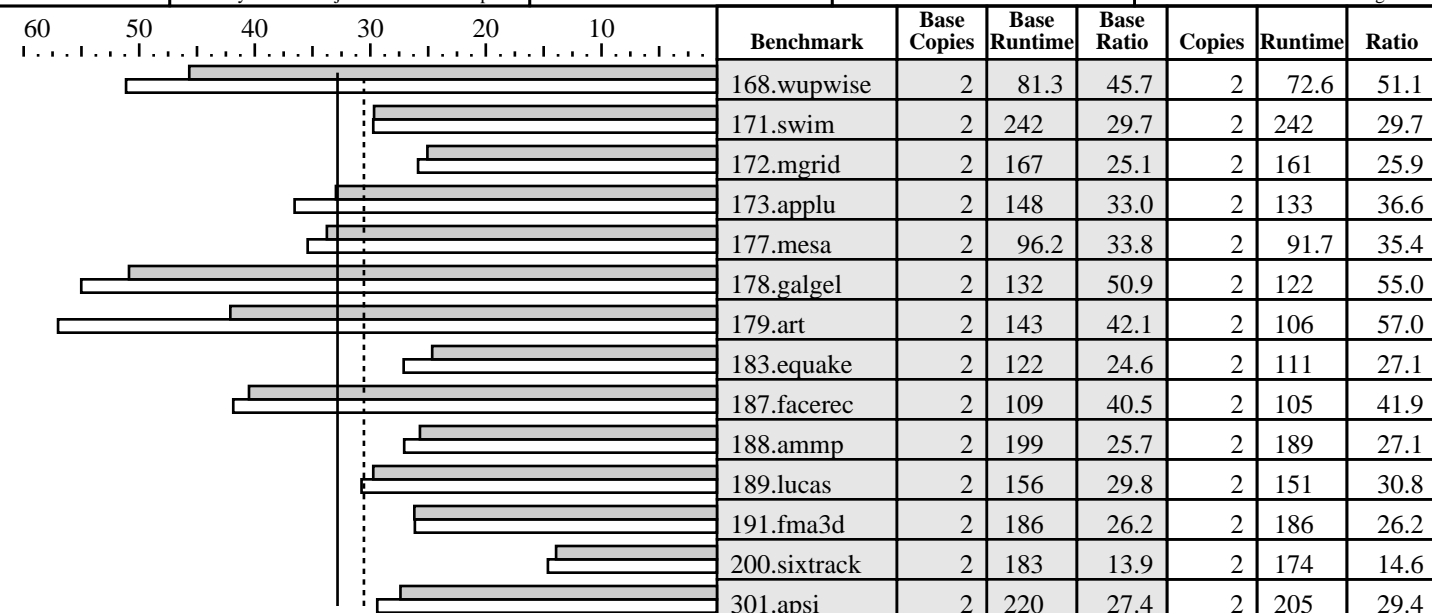 60 50 40 30 20 10
Benchmark Base Copies Base Runtime Base Ratio Copies Runtime Ratio
168.wupwise 2 81.3 45.7 2 72.6 51.1
171.swim 2 242 29.7 2 242 29.7
172.mgrid 2 167 25.1 2 161 25.9
173.applu 2 148 33.0 2 133 36.6
177.mesa 2 96.2 33.8 2 91.7 35.4
178.galgel 2 132 50.9 2 122 55.0
179.art 2 143 42.1 2 106 57.0
183.equake 2 122 24.6 2 111 27.1
187.facerec 2 109 40.5 2 105 41.9
188.ammp 2 199 25.7 2 189 27.1
189.lucas 2 156 29.8 2 151 30.8
191.fma3d 2 186 26.2 2 186 26.2
200.sixtrack 2 183 13.9 2 174 14.6
301.apsi 2 220 27.4 2 205 29.4